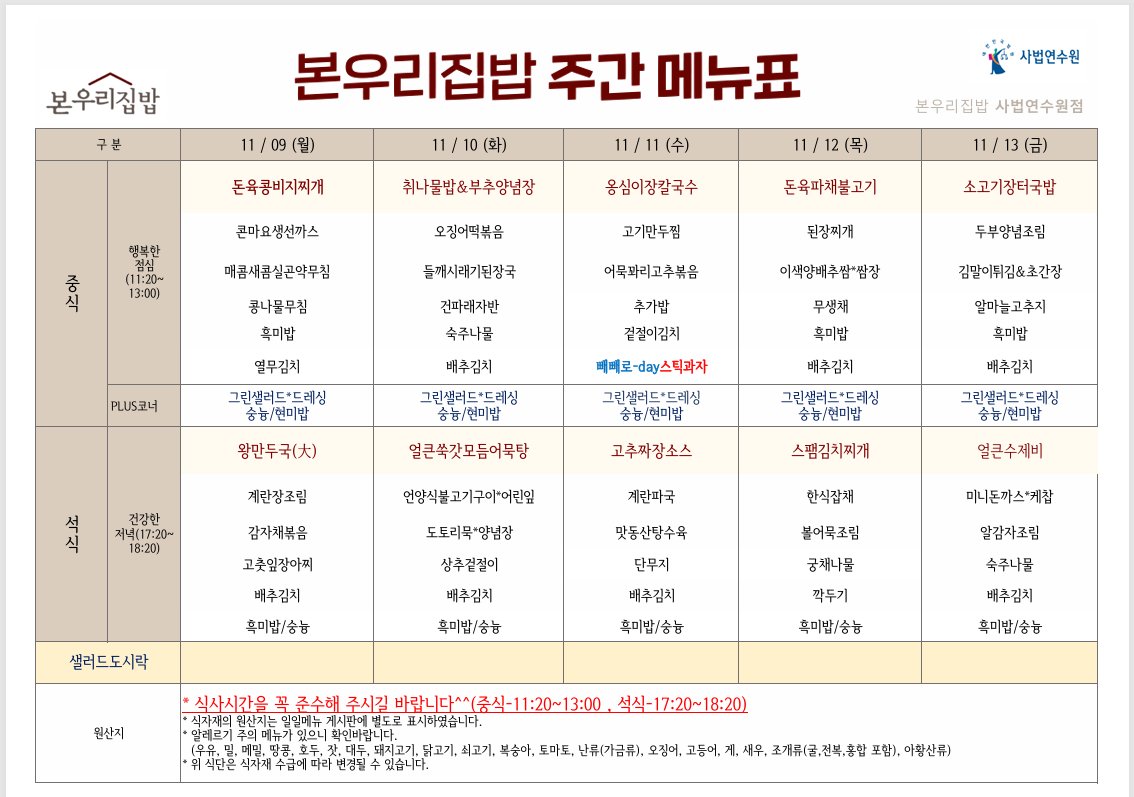 본우리집밥
본우리집밥 주간 메뉴표
사법연수원
본우리집밥 사법연수원점
구 분 11 / 09 (월) 11 / 10 (화) 11 / 11 (수) 11 / 12 (목) 11 / 13 (금)
중식
행복한
점심
(11:20~
13:00)
돈육콩비지찌개 취나물밥&부추양념장 옹심이장칼국수 돈육파채불고기 소고기장터국밥
콘마요생선까스 오징어떡볶음 고기만두찜 된장찌개 두부양념조림
매콤새콤실곤약무침 들깨시래기된장국 어묵꽈리고추볶음 이색양배추쌈*쌈장 김말이튀김&초간장
콩나물무침 건파래자반 추가밥 무생채 알마늘고추지
흑미밥 숙주나물 겉절이김치 흑미밥 흑미밥
열무김치 배추김치 빼빼로-day스틱과자 배추김치 배추김치
PLUS코너
그린샐러드*드레싱 그린샐러드*드레싱 그린샐러드*드레싱 그린샐러드*드레싱 그린샐러드*드레싱
숭늉/현미밥 숭늉/현미밥 숭늉/현미밥 숭늉/현미밥 숭늉/현미밥
석식
건강한
저녁(17:20~
18:20)
왕만두국(大) 얼큰쑥갓모듬어묵탕 고추짜장소스 스팸김치찌개 얼큰수제비
계란장조림 언양식불고기구이*어린잎 계란파국 한식잡채 미니돈까스*케찹
감자채볶음 도토리묵*양념장 맛동산탕수육 볼어묵조림 알감자조림
고춧잎장아찌 상추겉절이 단무지 궁채나물 숙주나물
배추김치 배추김치 배추김치 깍두기 배추김치
흑미밥/숭늉 흑미밥/숭늉 흑미밥/숭늉 흑미밥/숭늉 흑미밥/숭늉
샐러드도시락
원산지
* 식사시간을 꼭 준수해 주시길 바랍니다^^(중식-11:20~13:00 , 석식-17:20~18:20)
* 식자재의 원산지는 일일메뉴 게시판에 별도로 표시하였습니다.
* 알레르기 주의 메뉴가 있으니 확인바랍니다.
(우유, 밀, 메밀, 땅콩, 호두, 잣, 대두, 돼지고기, 닭고기, 쇠고기, 복숭아, 토마토, 난류(가금류), 오징어, 고등어, 게, 새우, 조개류(굴,전복,홍합 포함), 아황산류)
* 위 식단은 식자재 수급에 따라 변경될 수 있습니다.